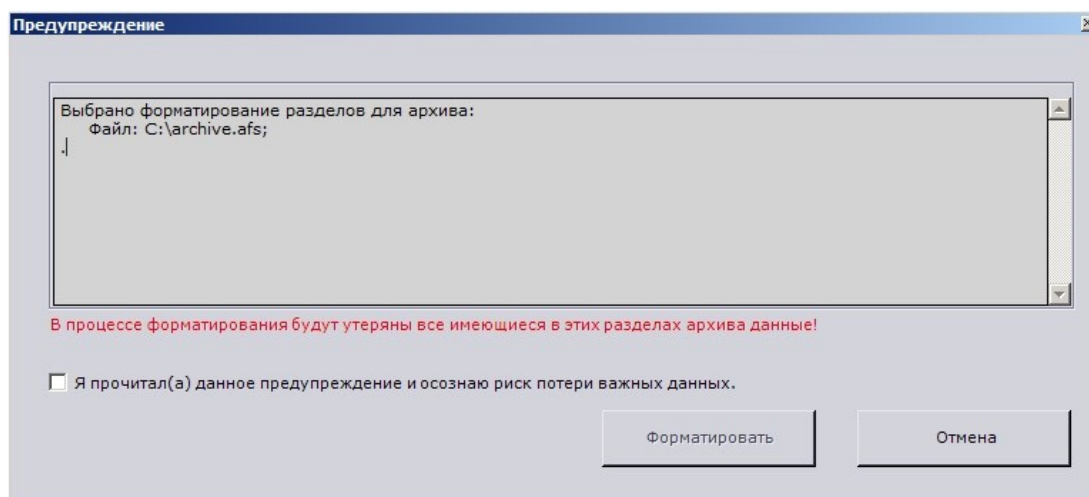 Предупреждение
Выбрано форматирование разделов для архива:
Файл: C:\archive.afs;
.
В процессе форматирования будут утеряны все имеющиеся в этих разделах архива данные!
Я прочитал(а) данное предупреждение и осознаю риск потери важных данных.
Форматировать Отмена